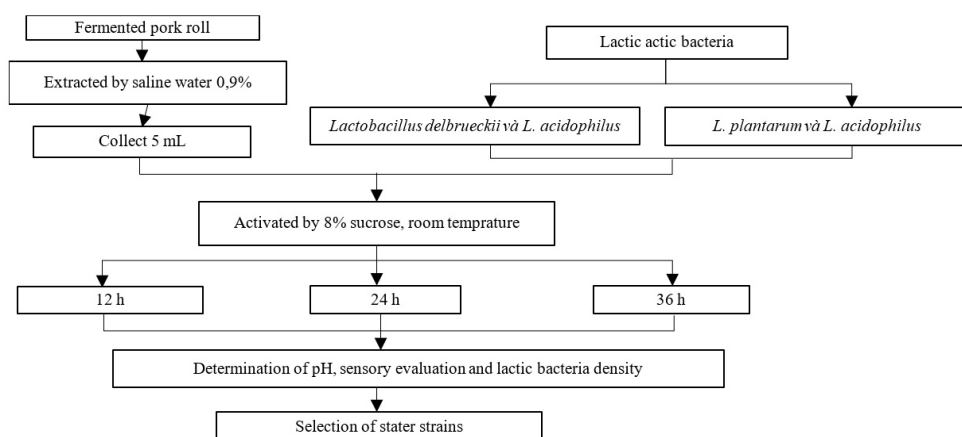 Fermented pork roll
Lactic actic bacteria
Extracted by saline water 0,9%
Lactobacillus delbrueckii và L. acidophilus
L. plantarum và L. acidophilus
Collect 5 mL
Activated by 8% sucrose, room temprature
12 h
24 h
36 h
Determination of pH, sensory evaluation and lactic bacteria density
Selection of stater strains